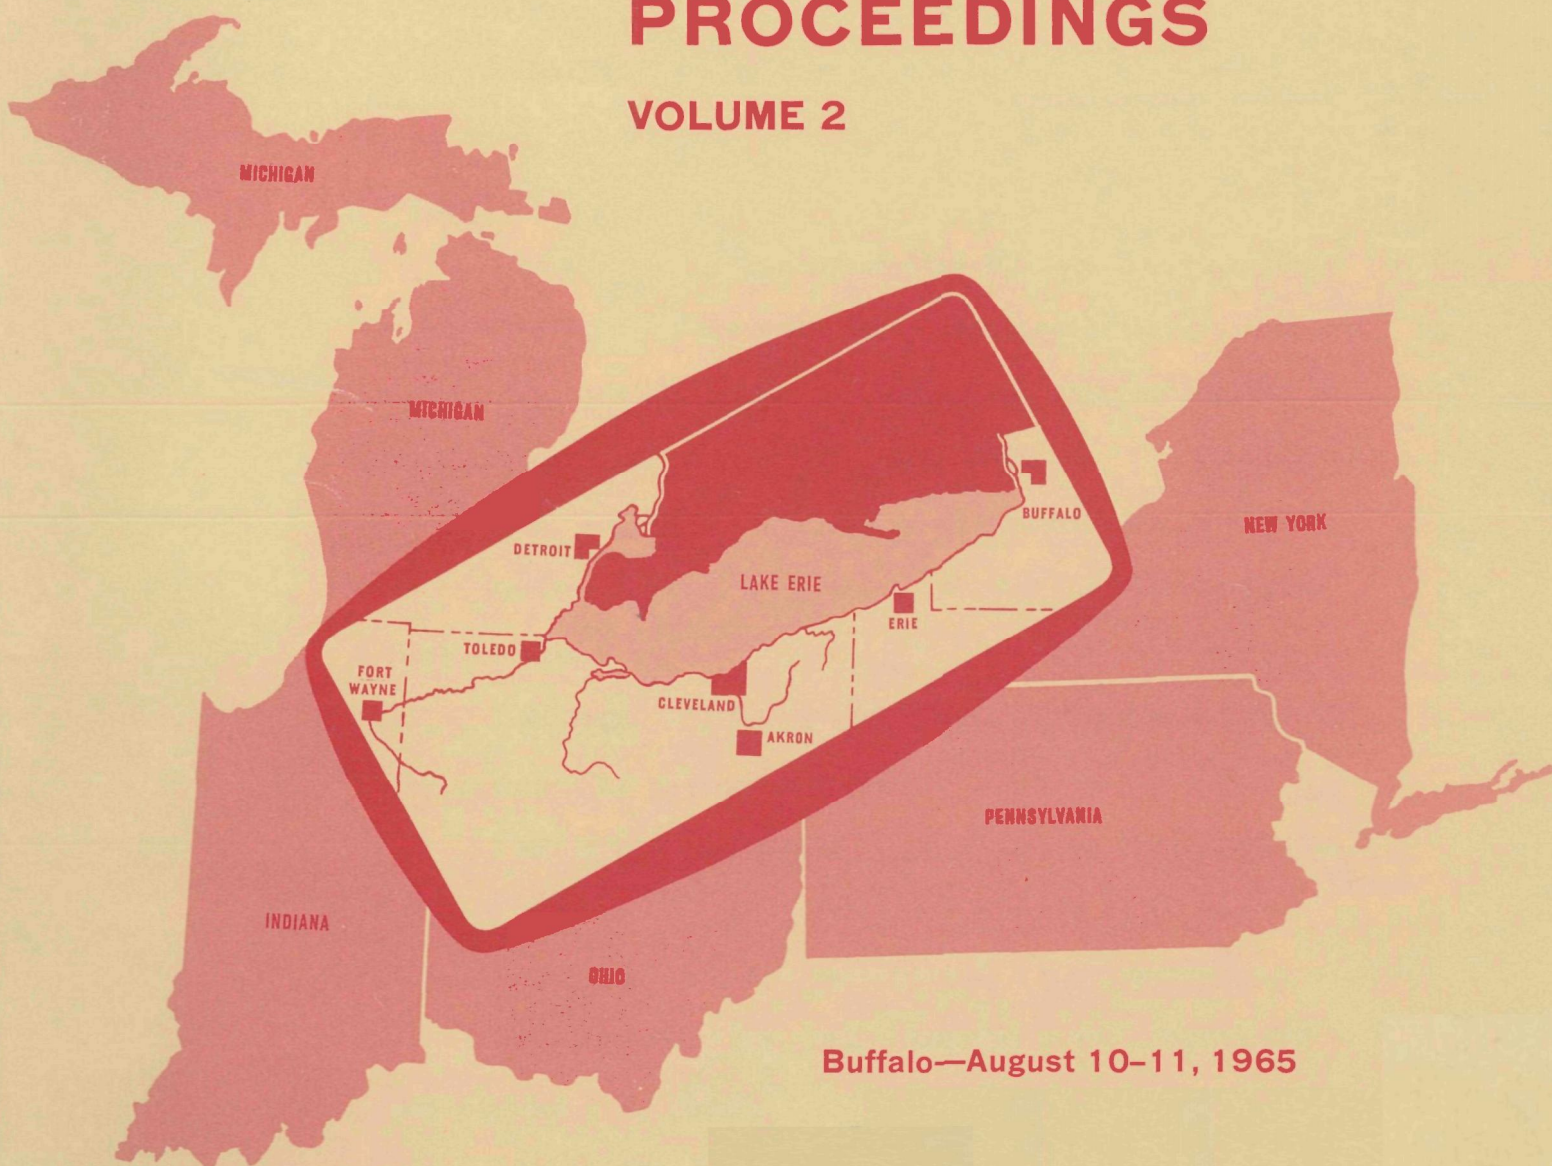 PROCEEDINGS
VOLUME 2
MICHIGAN
MICHIGAN
NEW YORK
BUFFALO
DETROIT
LAKE ERIE
ERIE
TOLEDO
FORT
WAYNE
CLEVELAND
AKRON
PENNSYLVANIA
INDIANA
OHIO
Buffalo—August 10–11, 1965